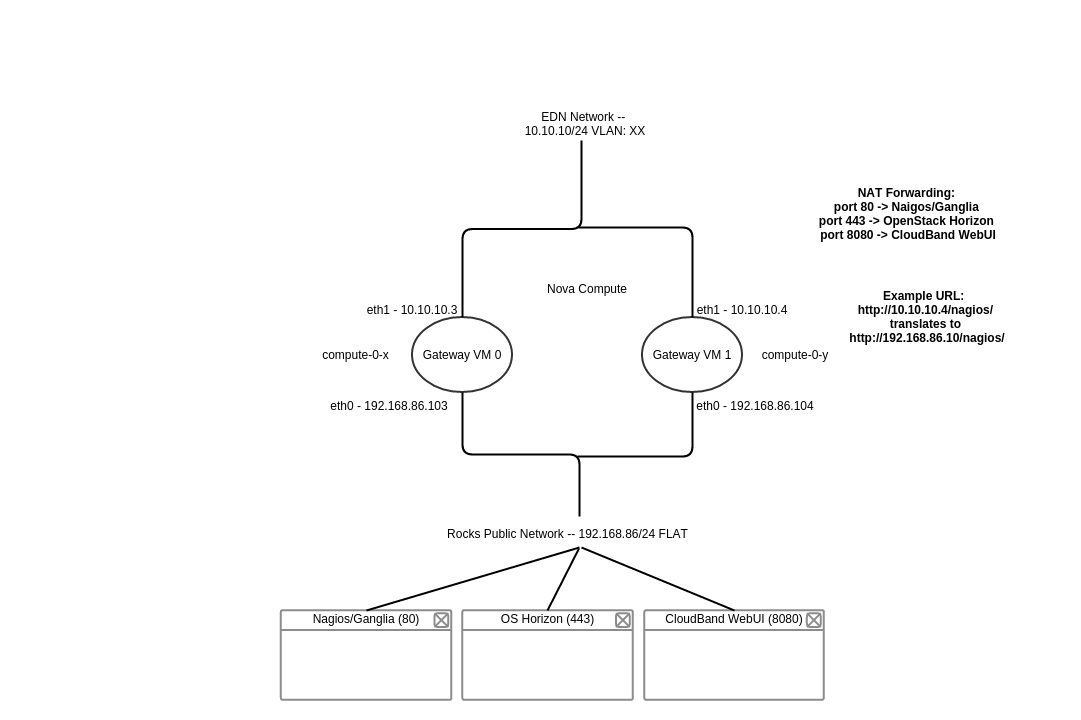 EDN Network --
10.10.10/24 VLAN: XX
NAT Forwarding:
port 80 -> Naigos/Ganglia
port 443 -> OpenStack Horizon
port 8080 -> CloudBand WebUI
Nova Compute
Example URL:
http://10.10.10.4/nagios/
translates to
http://192.168.86.10/nagios/
eth1 - 10.10.10.3
eth1 - 10.10.10.4
compute-0-x
Gateway VM 0
Gateway VM 1
compute-0-y
eth0 - 192.168.86.103
eth0 - 192.168.86.104
Rocks Public Network -- 192.168.86/24 FLAT
Nagios/Ganglia (80)
OS Horizon (443)
CloudBand WebUI (8080)